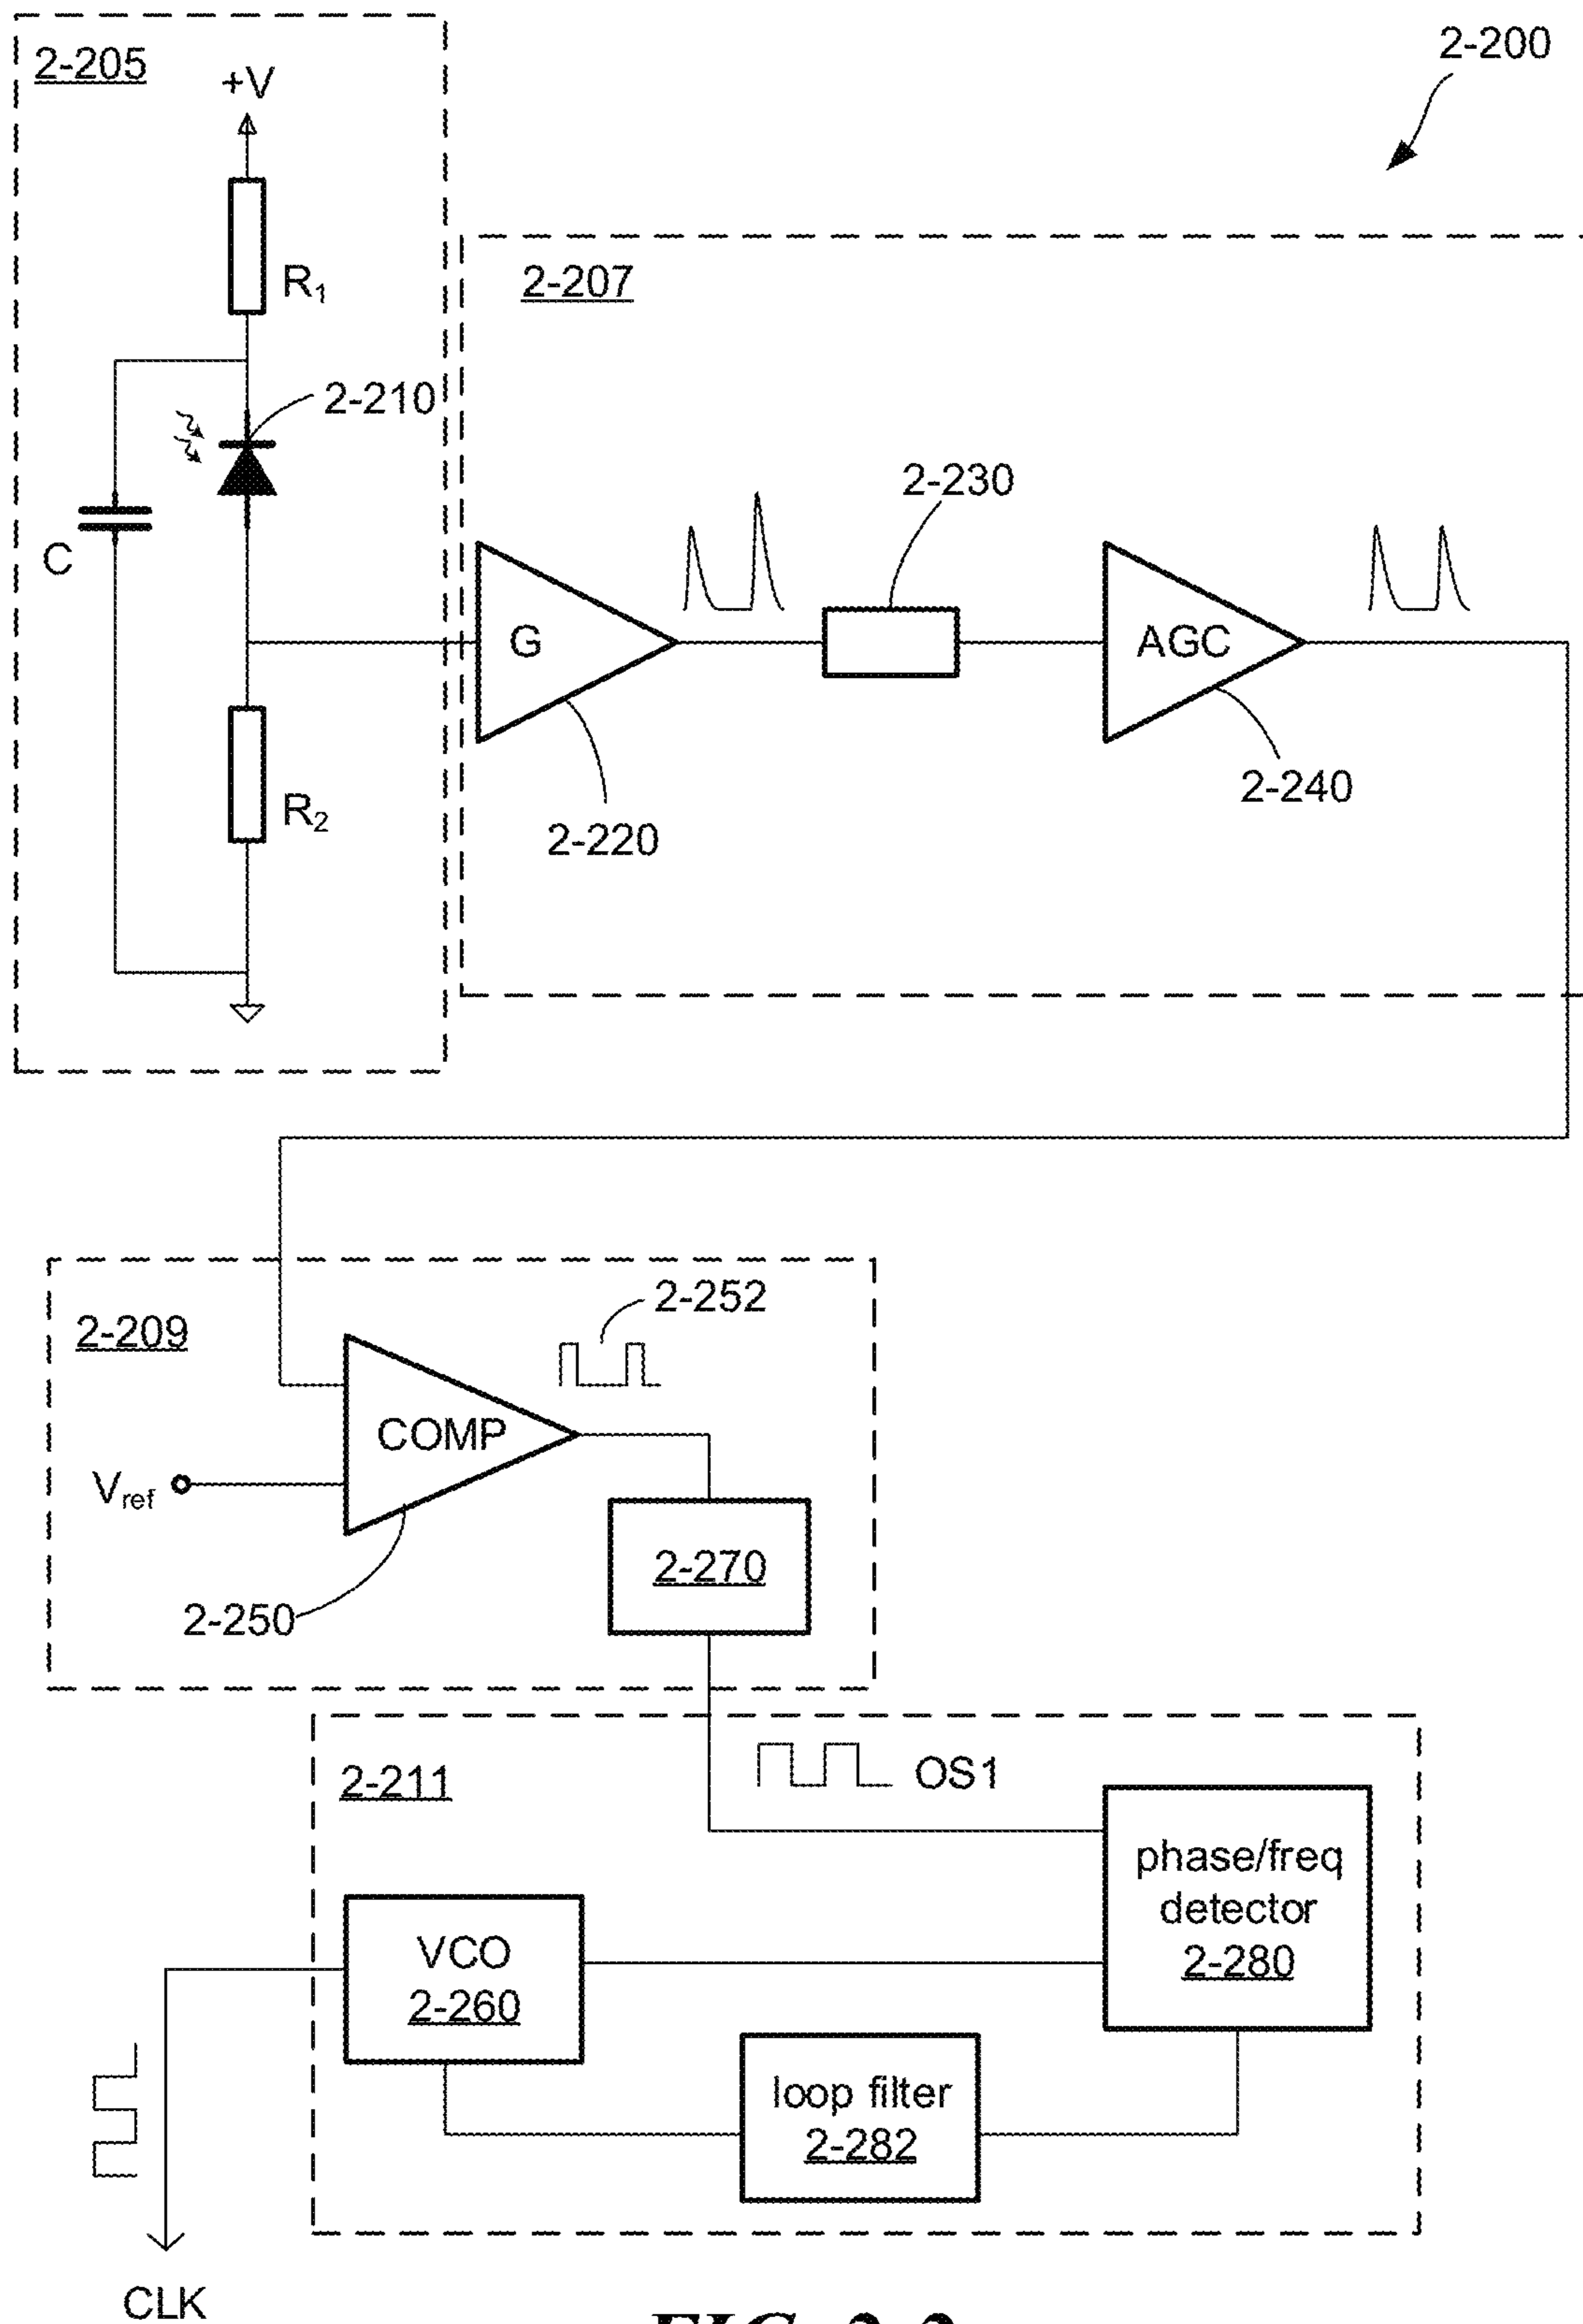 2-200
2-205
+V
R1
2-210
C
R2
2-207
G
2-220
2-230
AGC
2-240
2-209
2-252
COMP
Vref
2-250
2-270
2-211
OS1
phase/freq
detector
2-280
VCO
2-260
loop filter
2-282
CLK